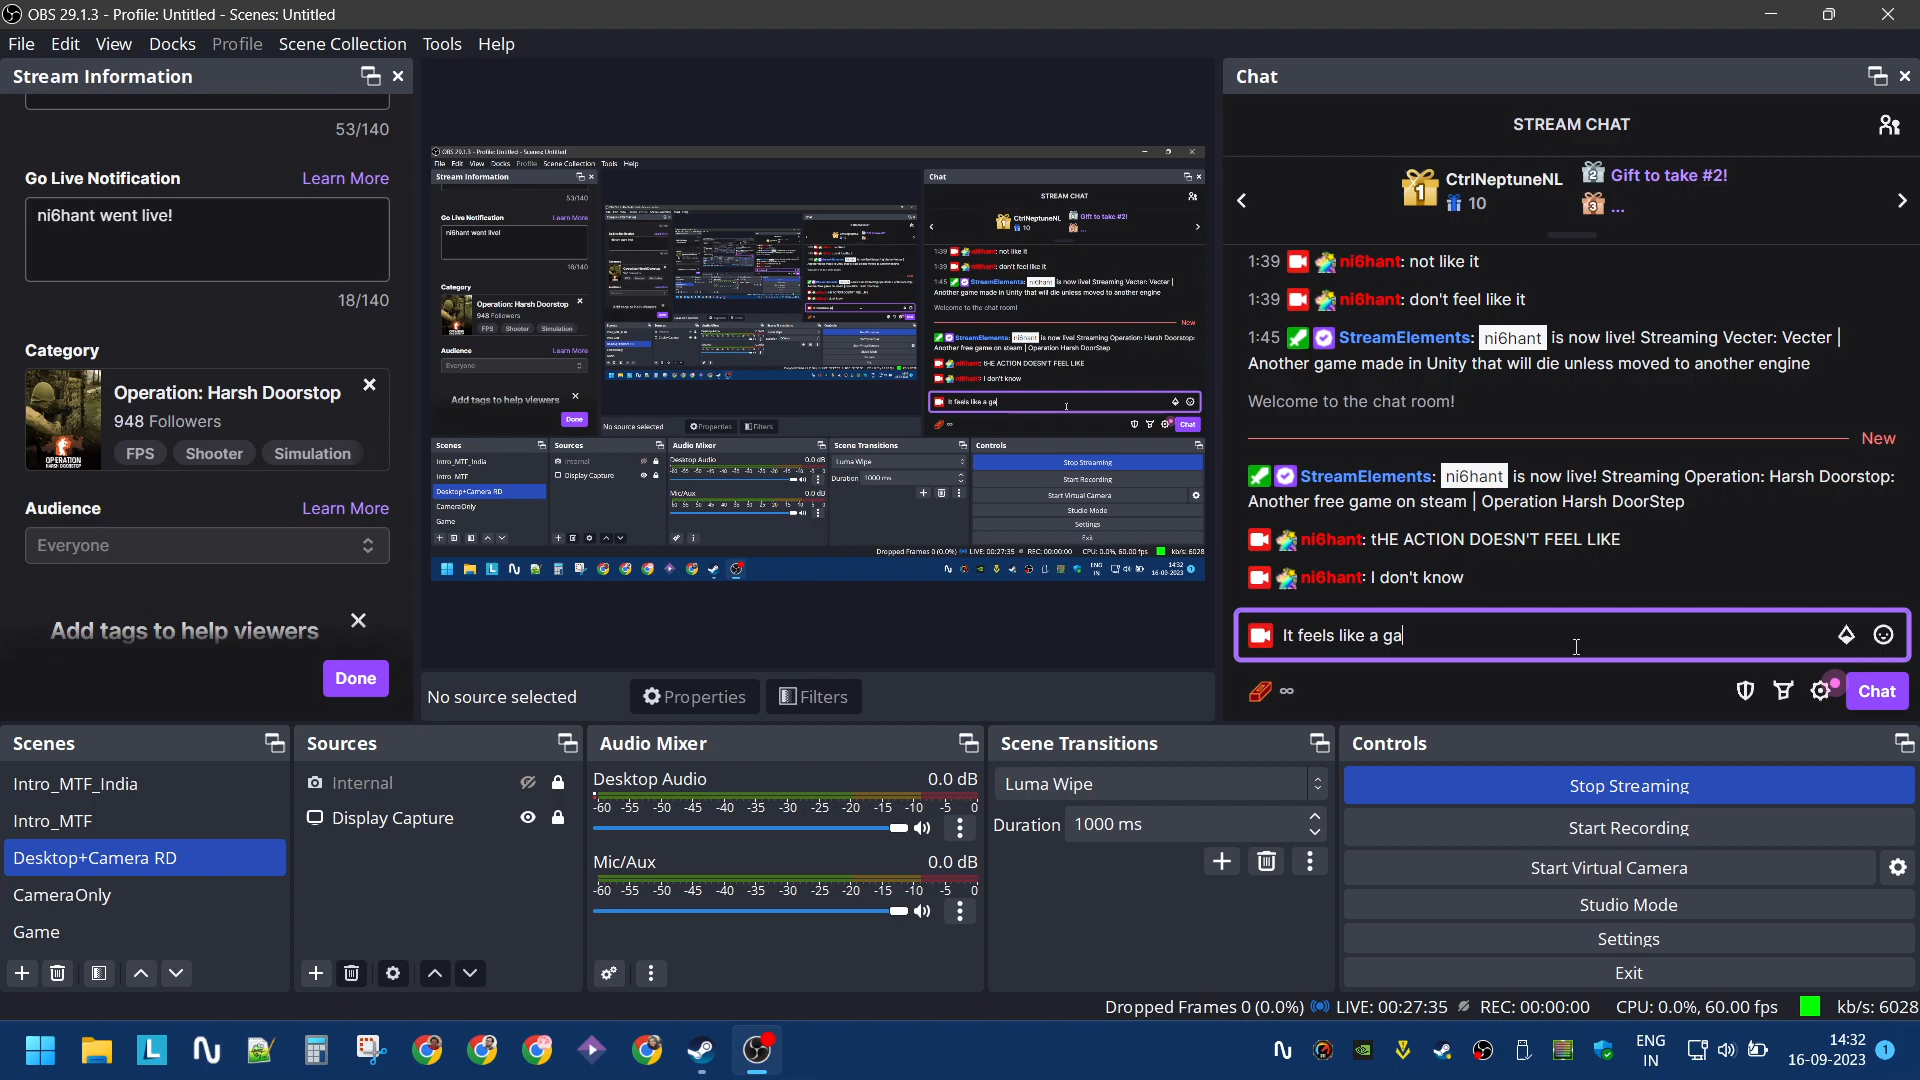 OBS 29.1.3 - Profile: Untitled - Scenes: Untitled
File Edit View Docks Profile Scene Collection Tools Help
Stream Information
53/140
Go Live Notification Learn More
ni6hant went live!
18/140
Category
Operation: Harsh Doorstop
948 Followers
FPS Shooter Simulation
Audience Learn More
Everyone
Add tags to help viewers
Done
No source selected Properties Filters
Chat
STREAM CHAT
CtrlNeptuneNL
10
Gift to take #2!
...
1:39 ni6hant: not like it
1:39 ni6hant: don't feel like it
1:45 StreamElements: ni6hant is now live! Streaming Vecter: Vecter |
Another game made in Unity that will die unless moved to another engine
Welcome to the chat room!
New
StreamElements: ni6hant is now live! Streaming Operation: Harsh Doorstop:
Another free game on steam | Operation Harsh DoorStep
ni6hant: tHE ACTION DOESN'T FEEL LIKE
ni6hant: I don't know
It feels like a ga
∞
Chat
Scenes
Intro_MTF_India
Intro_MTF
Desktop+Camera RD
CameraOnly
Game
Sources
Internal
Display Capture
Audio Mixer
Desktop Audio 0.0 dB
-60 -55 -50 -45 -40 -35 -30 -25 -20 -15 -10 -5 0
Mic/Aux 0.0 dB
-60 -55 -50 -45 -40 -35 -30 -25 -20 -15 -10 -5 0
Scene Transitions
Luma Wipe
Duration 1000 ms
Controls
Stop Streaming
Start Recording
Start Virtual Camera
Studio Mode
Settings
Exit
Dropped Frames 0 (0.0%) LIVE: 00:27:35 REC: 00:00:00 CPU: 0.0%, 60.00 fps kb/s: 6028
ENG
IN
14:32
16-09-2023
1